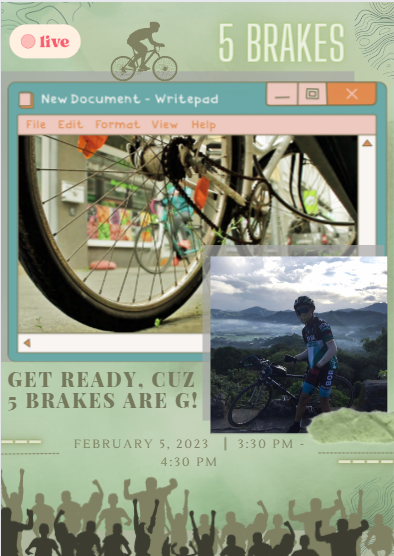 live
5 BRAKES
New Document - Writepad
File Edit Format View Help
GET READY, CUZ
5 BRAKES ARE G!
FEBRUARY 5, 2023 | 3:30 PM -
4:30 PM